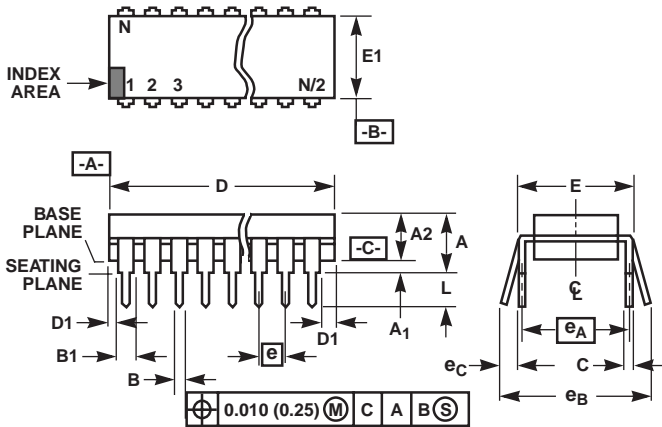 N
E1
INDEX
AREA
1 2 3 N/2
-B-
-A-
D
E
BASE
PLANE
A2
A
-C-
SEATING
PLANE
L
C
L
D1
A1
D1
eA
B1
e
eC
C
B
eB
0.010 (0.25) M C A B S